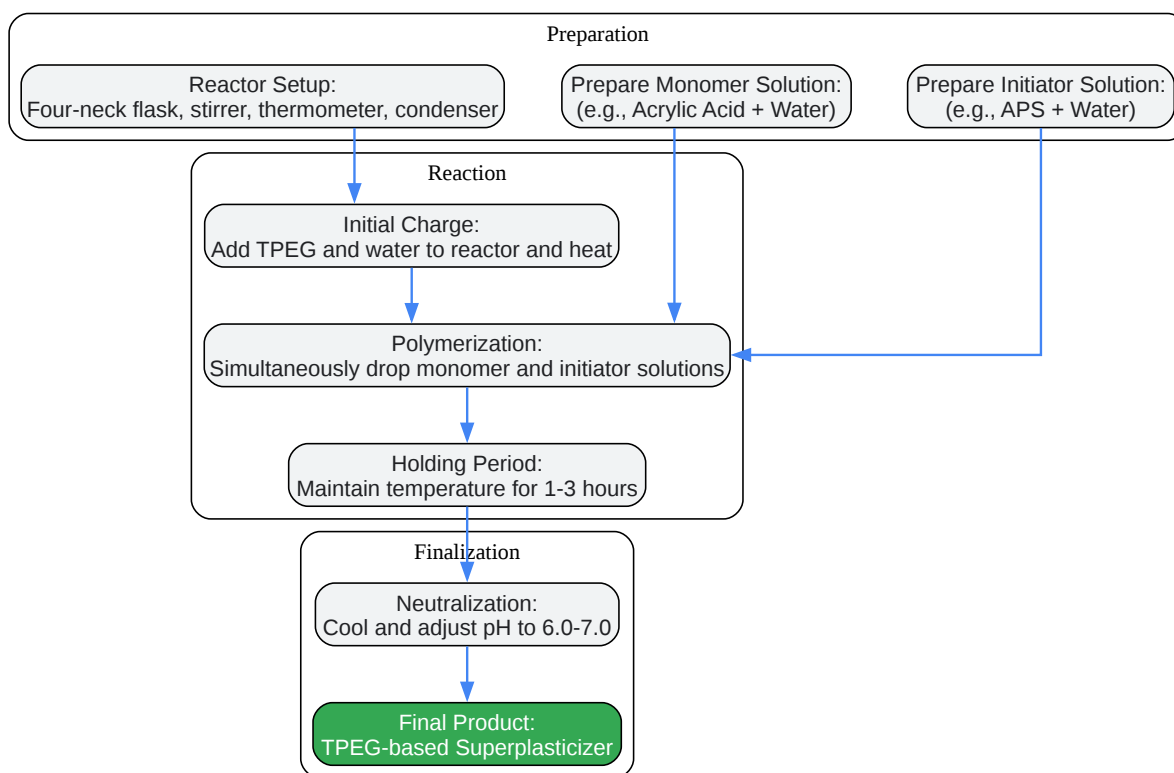 Preparation
Reactor Setup:
Four-neck flask, stirrer, thermometer, condenser
Prepare Monomer Solution:
(e.g., Acrylic Acid + Water)
Prepare Initiator Solution:
(e.g., APS + Water)
Reaction
Initial Charge:
Add TPEG and water to reactor and heat
Polymerization:
Simultaneously drop monomer and initiator solutions
Holding Period:
Maintain temperature for 1-3 hours
Finalization
Neutralization:
Cool and adjust pH to 6.0-7.0
Final Product:
TPEG-based Superplasticizer